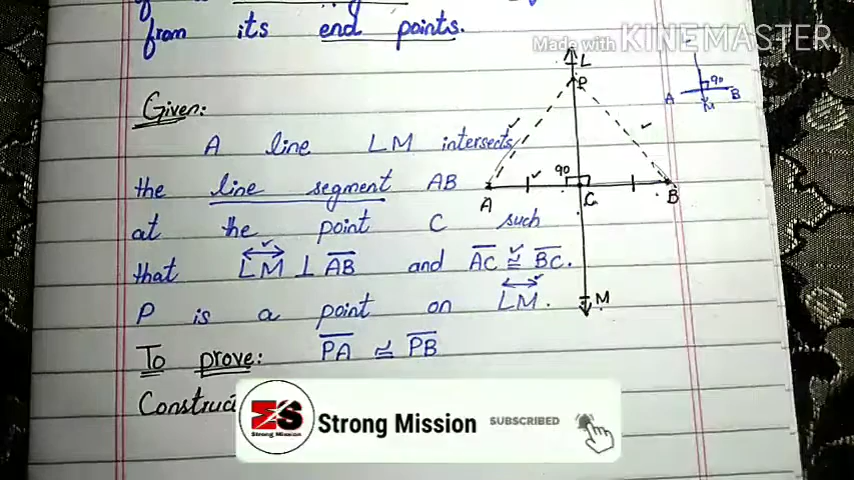 from its end points.
Made with KINEMASTER
Given:
A line LM intersects
the line segment AB
at the point C such
that LM ⊥ AB and AC ≅ BC.
P is a point on LM.
To prove: PA ≅ PB
L
P
90
A
C
B
M
90
A
B
M
Strong Mission
Strong Mission
SUBSCRIBED